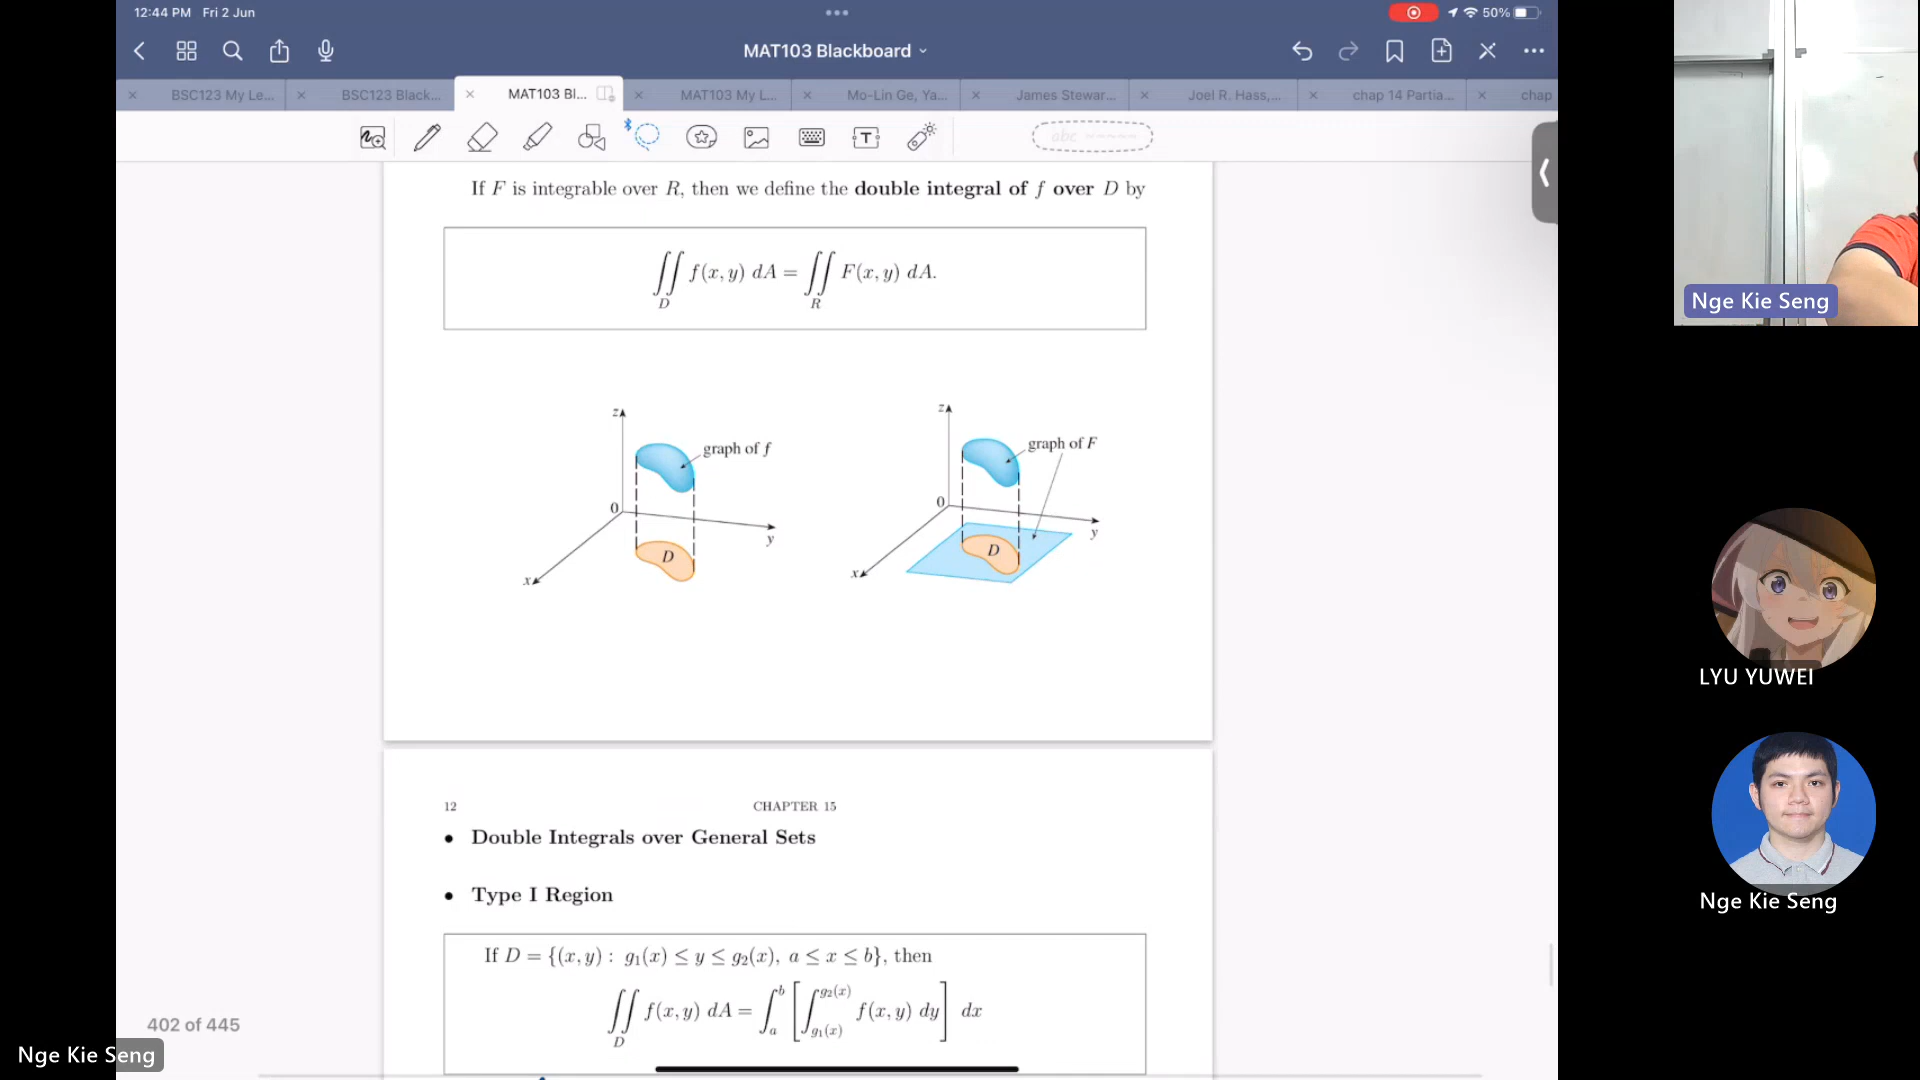 12:44 PM Fri 2 Jun
50%
MAT103 Blackboard
BSC123 My Le...
BSC123 Black...
MAT103 Bl...
MAT103 My L...
Mo-Lin Ge, Ya...
James Stewar...
Joel R. Hass,...
chap 14 Partia...
chap
abc
If F is integrable over R, then we define the double integral of f over D by
∬_D f(x, y) dA = ∬_R F(x, y) dA.
z
graph of f
0
y
D
x
z
graph of F
0
y
D
x
12 CHAPTER 15
• Double Integrals over General Sets
• Type I Region
If D = {(x, y) : g₁(x) ≤ y ≤ g₂(x), a ≤ x ≤ b}, then
∬_D f(x, y) dA = ∫_a^b [∫_{g₁(x)}^{g₂(x)} f(x, y) dy] dx
402 of 445
Nge Kie Seng
Nge Kie Seng
LYU YUWEI
Nge Kie Seng